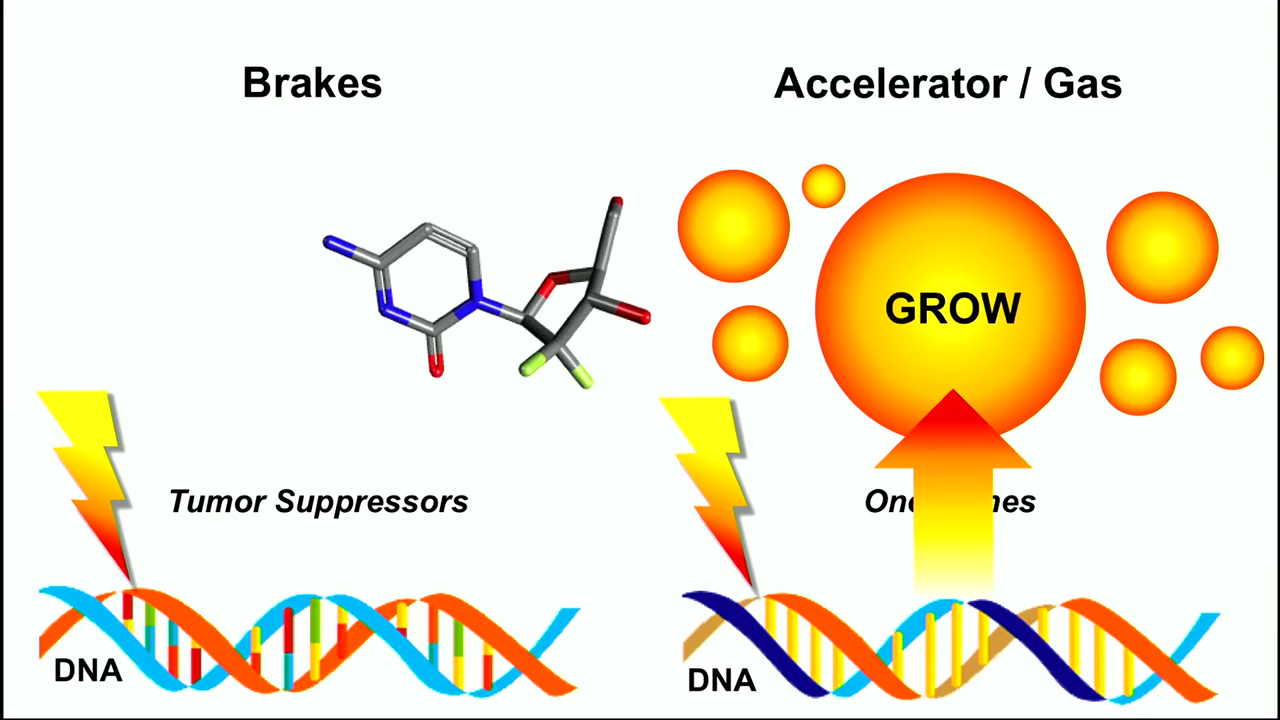 Brakes
Accelerator / Gas
GROW
Tumor Suppressors
DNA
DNA